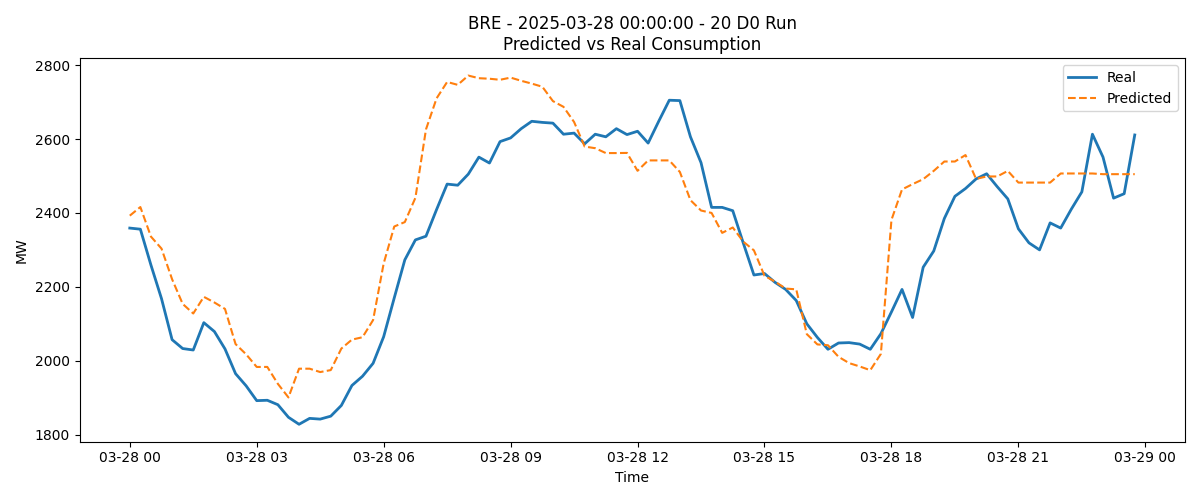 BRE - 2025-03-28 00:00:00 - 20 D0 Run
Predicted vs Real Consumption
2800
2600
2400
2200
2000
1800
MW
Real
Predicted
03-28 00
03-28 03
03-28 06
03-28 09
03-28 12
03-28 15
03-28 18
03-28 21
03-29 00
Time